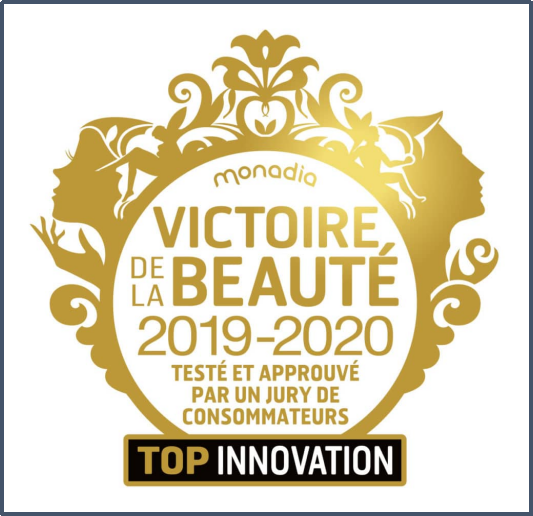 monadia
VICTOIRE
DE LA BEAUTÉ
2019-2020
TESTÉ ET APPROUVÉ
PAR UN JURY DE
CONSOMMATEURS
TOP INNOVATION